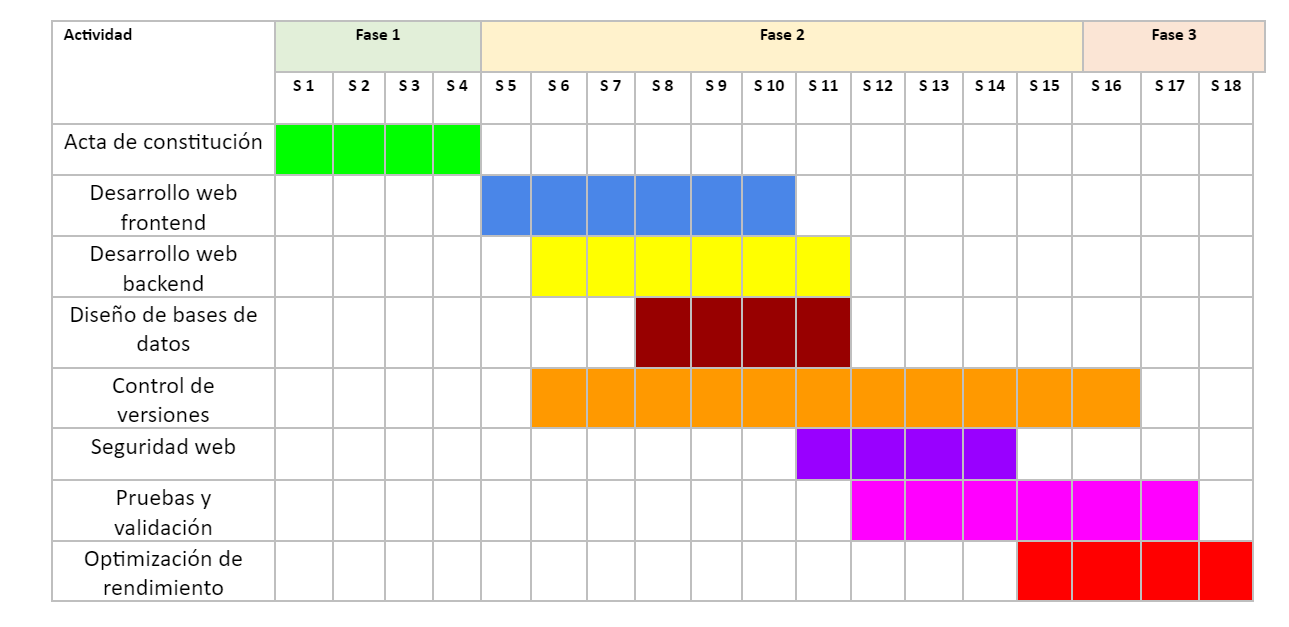 Actividad Fase 1 Fase 2 Fase 3
S 1 S 2 S 3 S 4 S 5 S 6 S 7 S 8 S 9 S 10 S 11 S 12 S 13 S 14 S 15 S 16 S 17 S 18
Acta de constitución
Desarrollo web
frontend
Desarrollo web
backend
Diseño de bases de
datos
Control de
versiones
Seguridad web
Pruebas y
validación
Optimización de
rendimiento